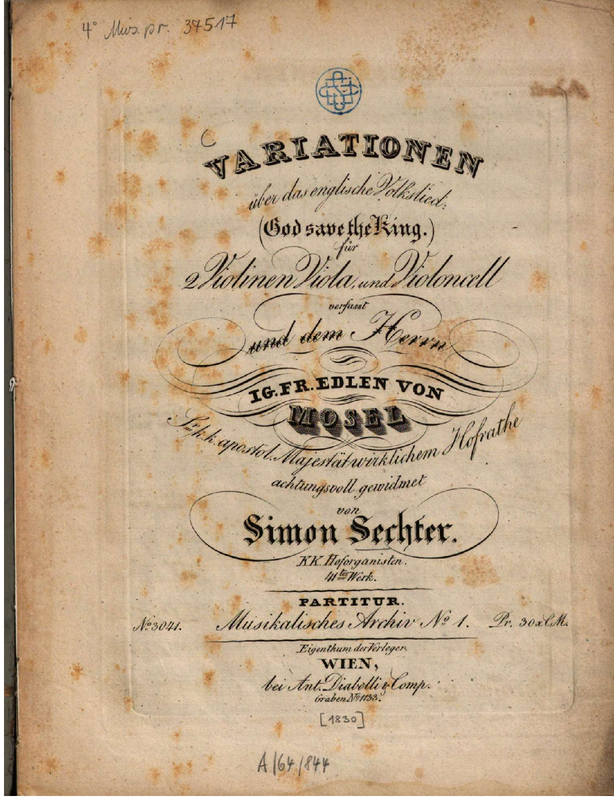 4° Mus. pr. 37517
VARIATIONEN
über das englische Volkslied:
(God save the King.)
für
2 Violinen Viola, und Violoncell
verfasst
und dem Herrn
IG. FR. EDLEN VON
MOSEL
Sr k.k. apostol. Majestät wirklichem Hofrathe
achtungsvoll gewidmet
von
Simon Sechter.
KK. Hoforganisten.
41tes Werk.
PARTITUR.
No 3041. Musikalisches Archiv No 1. Pr. 30 x C.M.
Eigenthum der Verleger.
WIEN,
bei Ant. Diabelli & Comp.
Graben No 1133.
[1830]
A/64/844